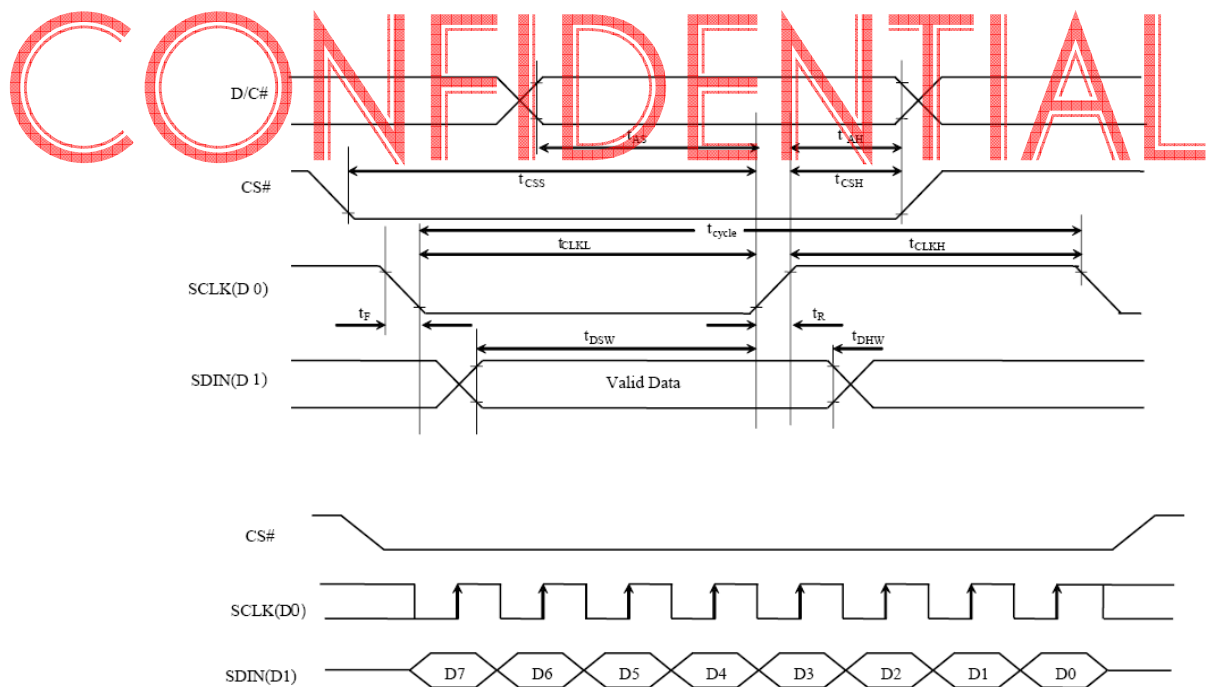 CONFIDENTIAL
D/C#
tAS
tAH
tCSS
tCSH
CS#
tcycle
tCLKL
tCLKH
SCLK(D 0)
tF
tR
tDSW
tDHW
SDIN(D 1)
Valid Data
CS#
SCLK(D0)
SDIN(D1)
D7 D6 D5 D4 D3 D2 D1 D0